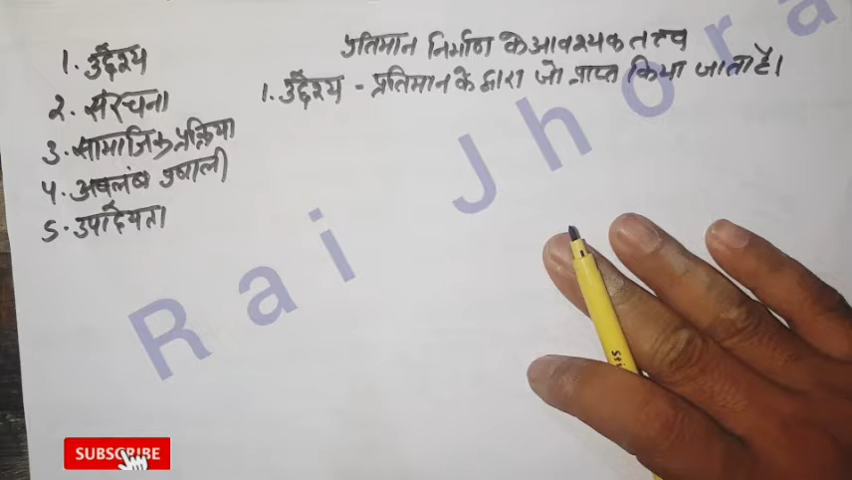 प्रतिमान निर्माण के आवश्यक तत्त्व
1. उद्देश्य - प्रतिमान के द्वारा जो प्राप्त किया जाता है।
1. उद्देश्य
2. संरचना
3. सामाजिक प्रक्रिया
4. अवलंब प्रणाली
5. उपादेयता
Rai Jhora
SUBSCRIBE